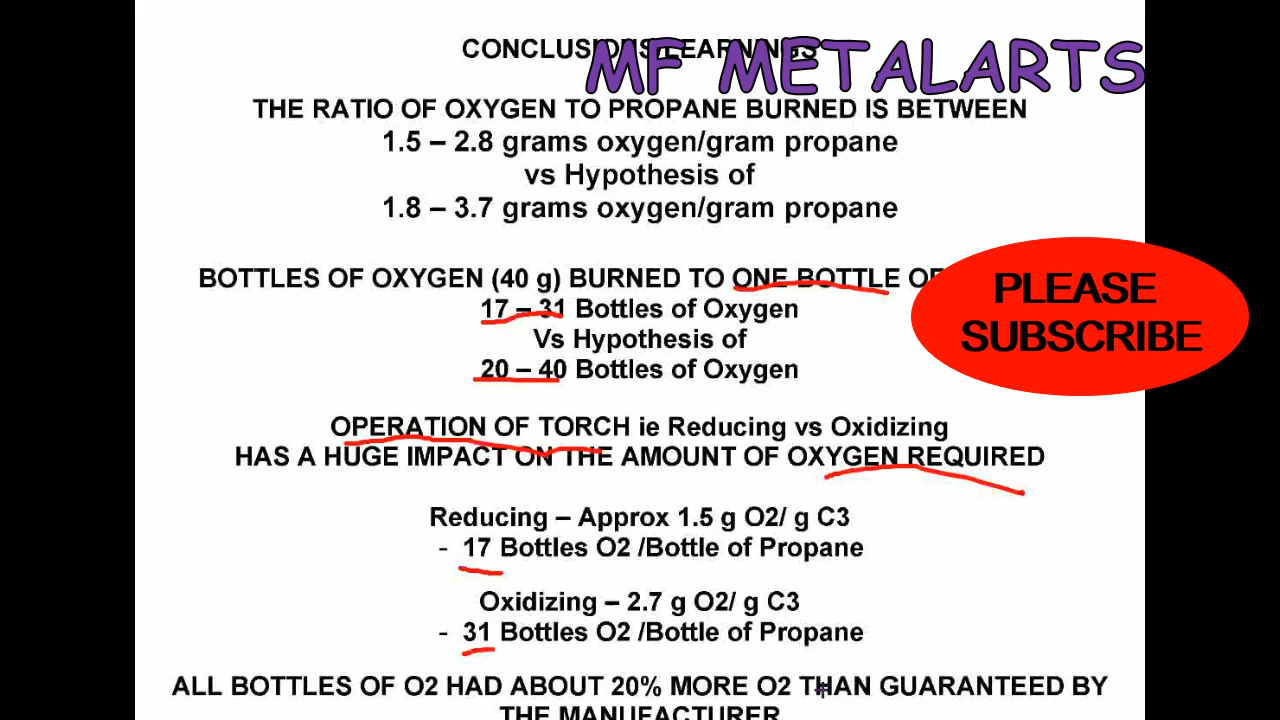 CONCLUSIONS/LEARNINGS
MF METALARTS
THE RATIO OF OXYGEN TO PROPANE BURNED IS BETWEEN
1.5 – 2.8 grams oxygen/gram propane
vs Hypothesis of
1.8 – 3.7 grams oxygen/gram propane
BOTTLES OF OXYGEN (40 g) BURNED TO ONE BOTTLE OF
17 – 31 Bottles of Oxygen
Vs Hypothesis of
20 – 40 Bottles of Oxygen
PLEASE
SUBSCRIBE
OPERATION OF TORCH ie Reducing vs Oxidizing
HAS A HUGE IMPACT ON THE AMOUNT OF OXYGEN REQUIRED
Reducing – Approx 1.5 g O2/ g C3
- 17 Bottles O2 /Bottle of Propane
Oxidizing – 2.7 g O2/ g C3
- 31 Bottles O2 /Bottle of Propane
ALL BOTTLES OF O2 HAD ABOUT 20% MORE O2 THAN GUARANTEED BY
THE MANUFACTURER